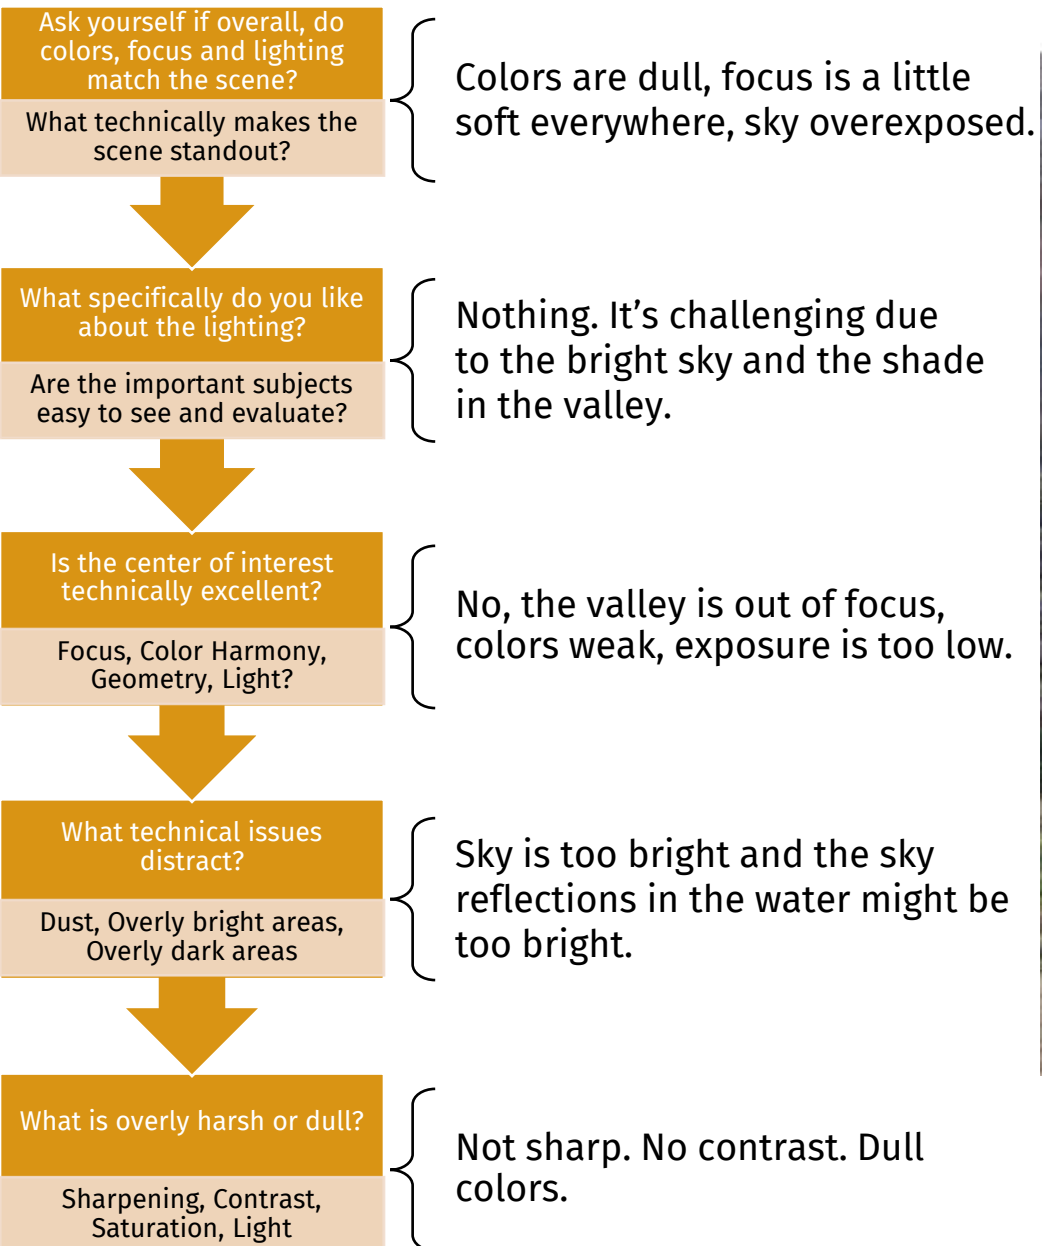 Ask yourself if overall, do
colors, focus and lighting
match the scene?
What technically makes the
scene standout?
Colors are dull, focus is a little
soft everywhere, sky overexposed.
What specifically do you like
about the lighting?
Are the important subjects
easy to see and evaluate?
Nothing. It’s challenging due
to the bright sky and the shade
in the valley.
Is the center of interest
technically excellent?
Focus, Color Harmony,
Geometry, Light?
No, the valley is out of focus,
colors weak, exposure is too low.
What technical issues
distract?
Dust, Overly bright areas,
Overly dark areas
Sky is too bright and the sky
reflections in the water might be
too bright.
What is overly harsh or dull?
Sharpening, Contrast,
Saturation, Light
Not sharp. No contrast. Dull
colors.